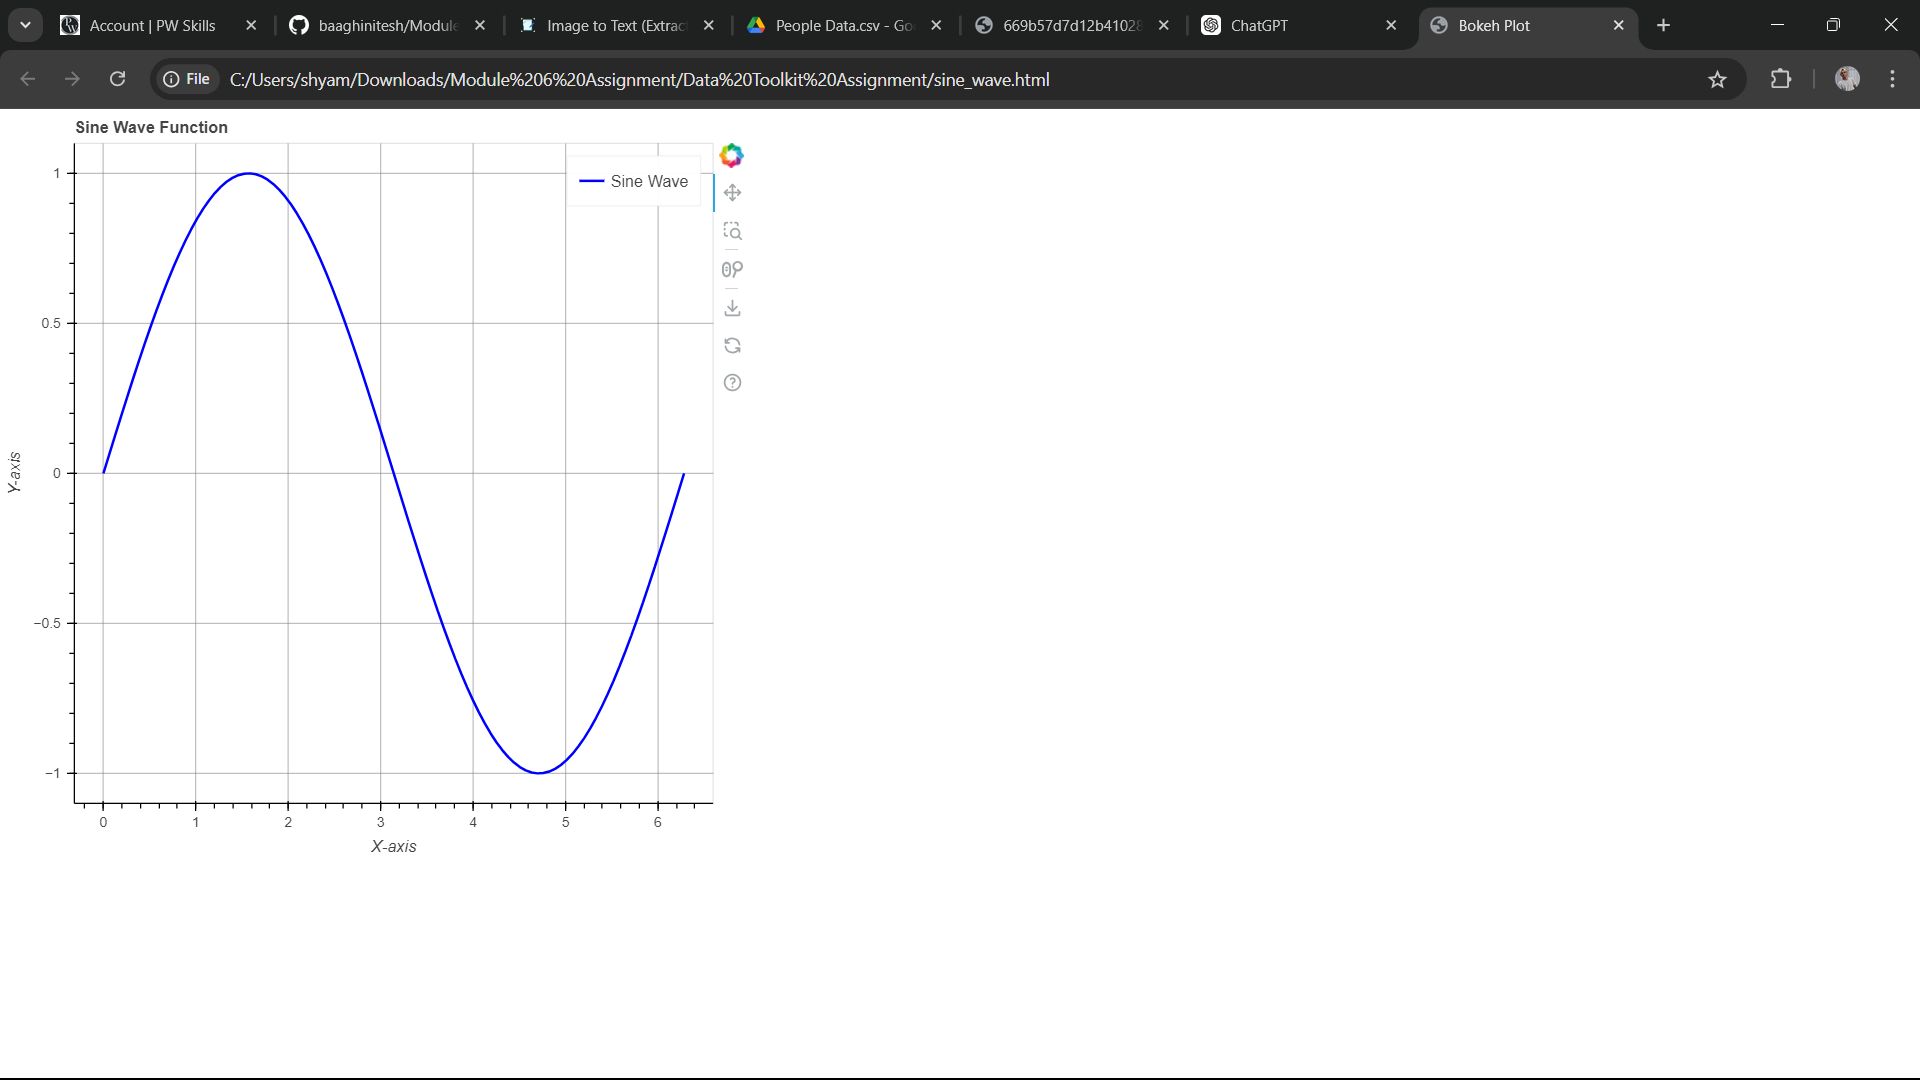 Account | PW Skills
baaghinitesh/Module
Image to Text (Extrac
People Data.csv - Goo
669b57d7d12b41028
ChatGPT
Bokeh Plot
File
C:/Users/shyam/Downloads/Module%206%20Assignment/Data%20Toolkit%20Assignment/sine_wave.html
Sine Wave Function
Sine Wave
1
0.5
0
−0.5
−1
Y-axis
0 1 2 3 4 5 6
X-axis